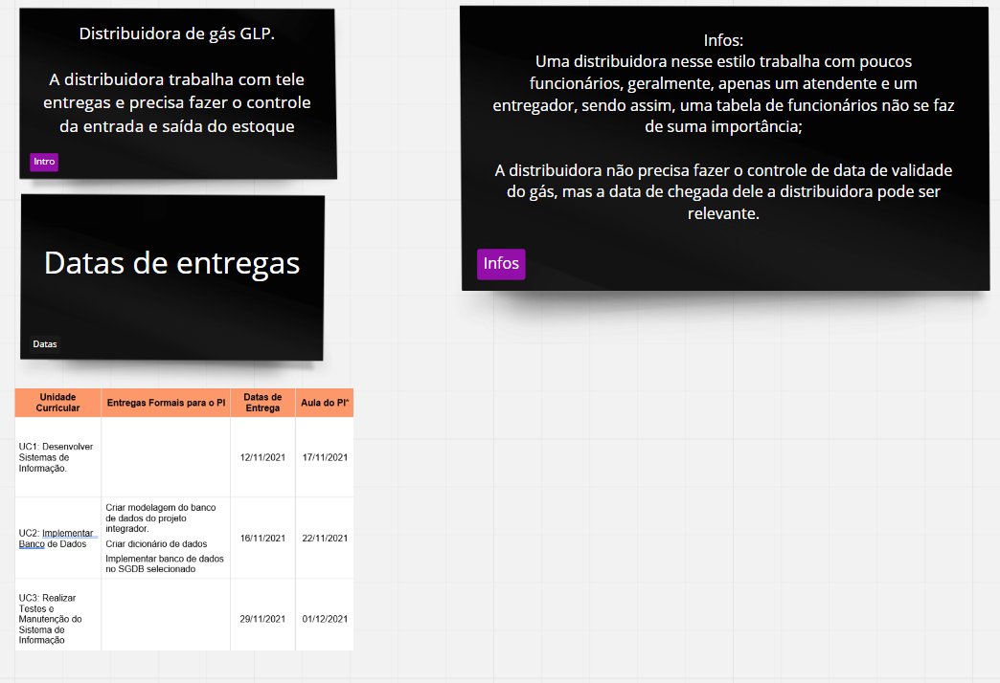 Distribuidora de gás GLP.
A distribuidora trabalha com tele
entregas e precisa fazer o controle
da entrada e saída do estoque
Intro
Infos:
Uma distribuidora nesse estilo trabalha com poucos
funcionários, geralmente, apenas um atendente e um
entregador, sendo assim, uma tabela de funcionários não se faz
de suma importância;
A distribuidora não precisa fazer o controle de data de validade
do gás, mas a data de chegada dele a distribuidora pode ser
relevante.
Infos
Datas de entregas
Datas
Unidade
Curricular
Entregas Formais para o PI
Datas de
Entrega
Aula do PI*
UC1: Desenvolver
Sistemas de
Informação.
12/11/2021
17/11/2021
UC2: Implementar
Banco de Dados
Criar modelagem do banco
de dados do projeto
integrador.
Criar dicionário de dados
Implementar banco de dados
no SGDB selecionado
16/11/2021
22/11/2021
UC3: Realizar
Testes e
Manutenção do
Sistema de
Informação
29/11/2021
01/12/2021